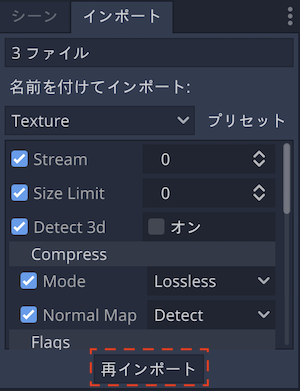 シーン インポート
3 ファイル
名前を付けてインポート:
Texture プリセット
Stream 0
Size Limit 0
Detect 3d オン
Compress
Mode Lossless
Normal Map Detect
Flags
再インポート